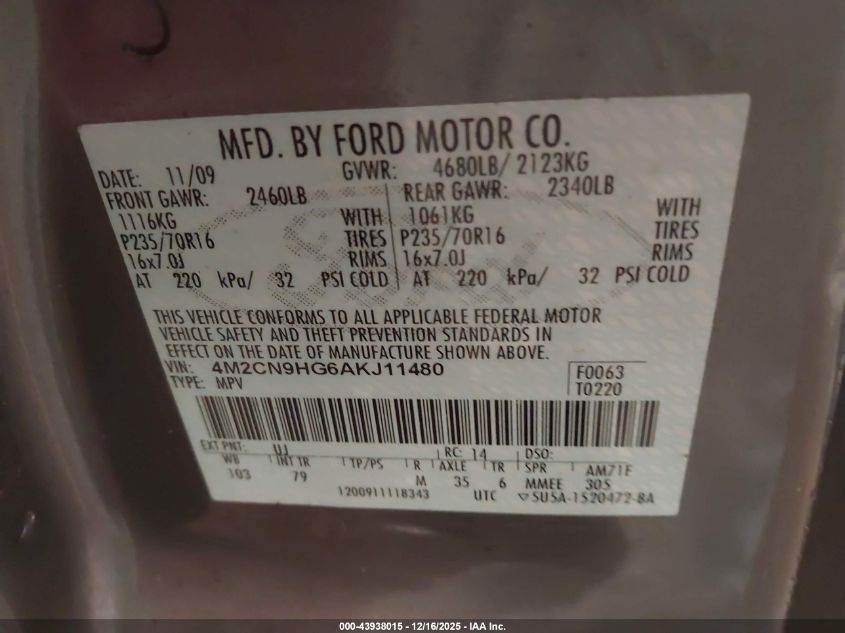 MFD. BY FORD MOTOR CO.
DATE: 11/09 GVWR: 4680LB/ 2123KG
FRONT GAWR: 2460LB REAR GAWR: 2340LB
1116KG WITH 1061KG WITH
P235/70R16 TIRES P235/70R16 TIRES
16x7.0J RIMS 16x7.0J RIMS
AT 220 kPa/ 32 PSI COLD AT 220 kPa/ 32 PSI COLD
THIS VEHICLE CONFORMS TO ALL APPLICABLE FEDERAL MOTOR
VEHICLE SAFETY AND THEFT PREVENTION STANDARDS IN
EFFECT ON THE DATE OF MANUFACTURE SHOWN ABOVE.
VIN: 4M2CN9HG6AKJ11480 F0063
TYPE: MPV T0220
EXT PNT: UJ RC: 14 DSO:
WB INT TR TP/PS R AXLE TR SPR AM71F
103 79 M 35 6 MMEE 305
1200911118343 UTC ▽5U5A-1520472-BA
000-43938015 - 12/16/2025 - IAA Inc.